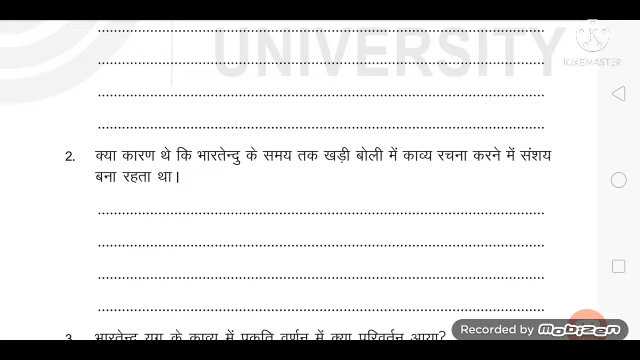 UNIVERSITY
KINEMASTER
2. क्या कारण थे कि भारतेन्दु के समय तक खड़ी बोली में काव्य रचना करने में संशय
बना रहता था।
3. भारतेन्दु युग के काव्य में प्रकृति वर्णन में क्या परिवर्तन आया?
Recorded by Mobizen